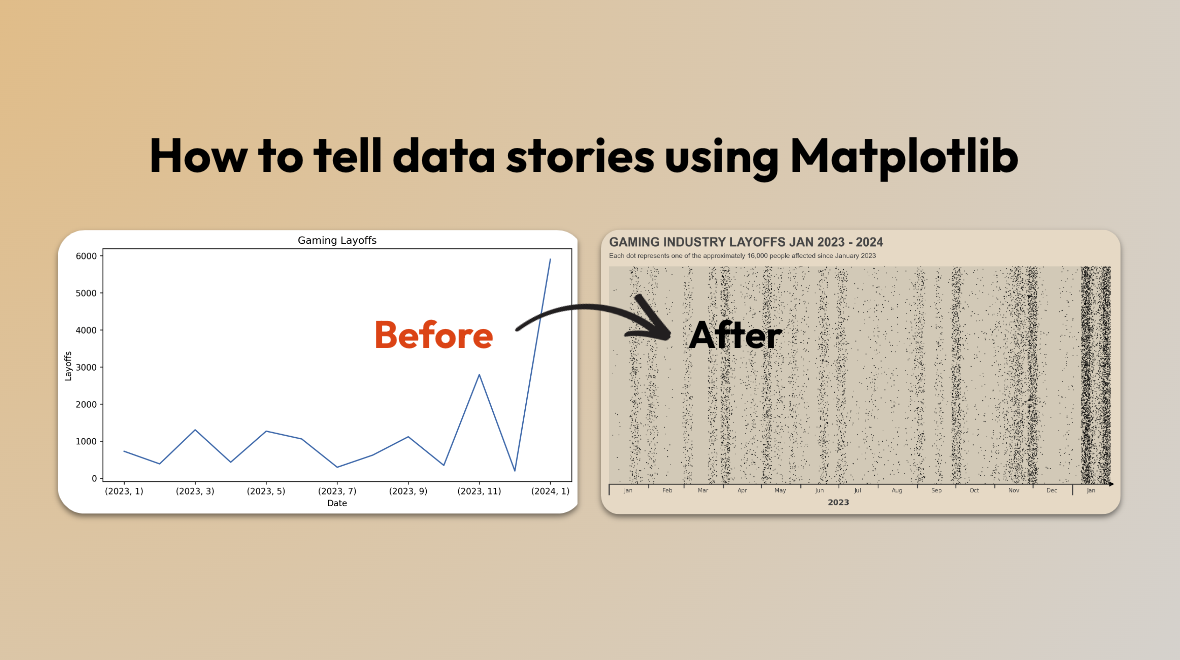 How to tell data stories using Matplotlib
Gaming Layoffs
6000
5000
4000
3000
2000
1000
0
Layoffs
(2023, 1) (2023, 3) (2023, 5) (2023, 7) (2023, 9) (2023, 11) (2024, 1)
Date
Before
GAMING INDUSTRY LAYOFFS JAN 2023 - 2024
Each dot represents one of the approximately 16,000 people affected since January 2023
After
Jan Feb Mar Apr May Jun Jul Aug Sep Oct Nov Dec Jan
2023